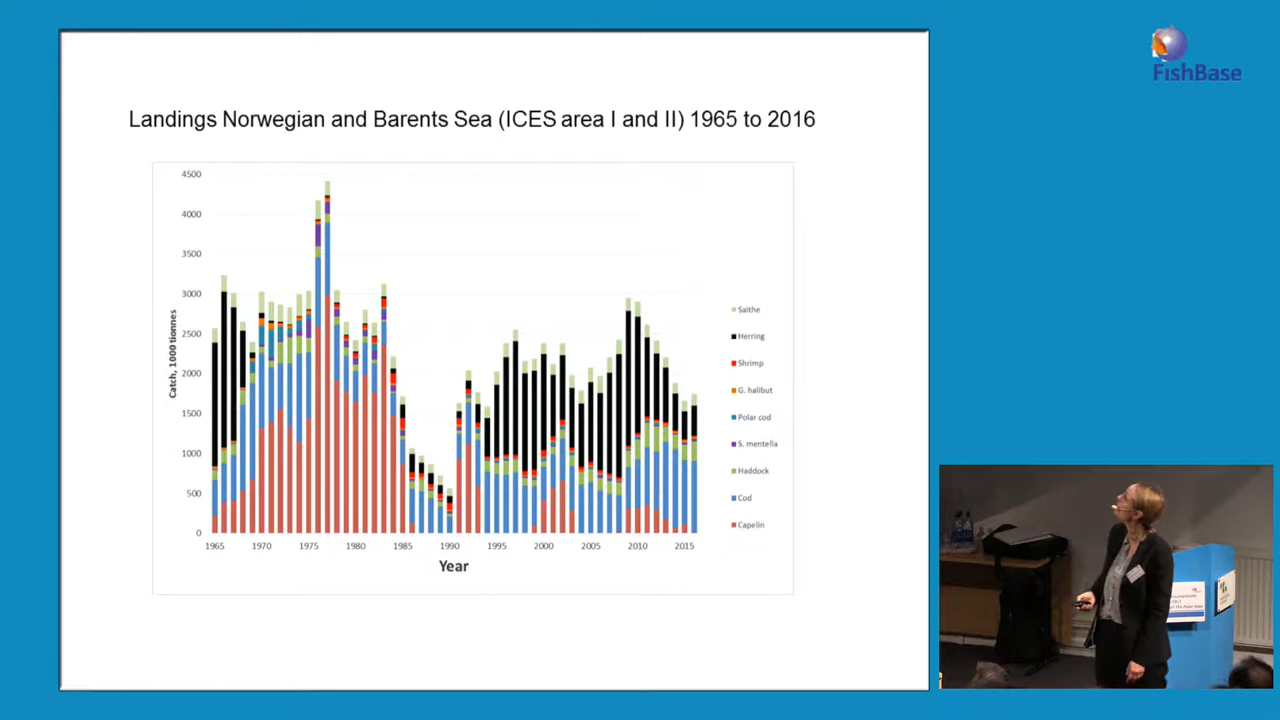 FishBase
Landings Norwegian and Barents Sea (ICES area I and II) 1965 to 2016
4500
4000
3500
3000
2500
2000
1500
1000
500
0
Catch, 1000 tionnes
1965 1970 1975 1980 1985 1990 1995 2000 2005 2010 2015
Year
Saithe
Herring
Shrimp
G. halibut
Polar cod
S. mentella
Haddock
Cod
Capelin